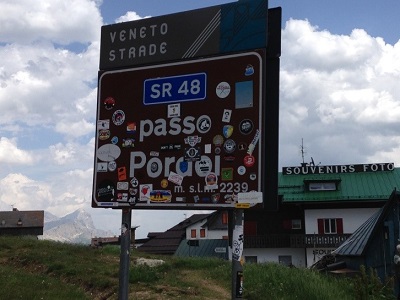 VENETO
STRADE
SR 48
passo
Pordoi
m s.l.m. 2239
SOUVENIRS FOTO